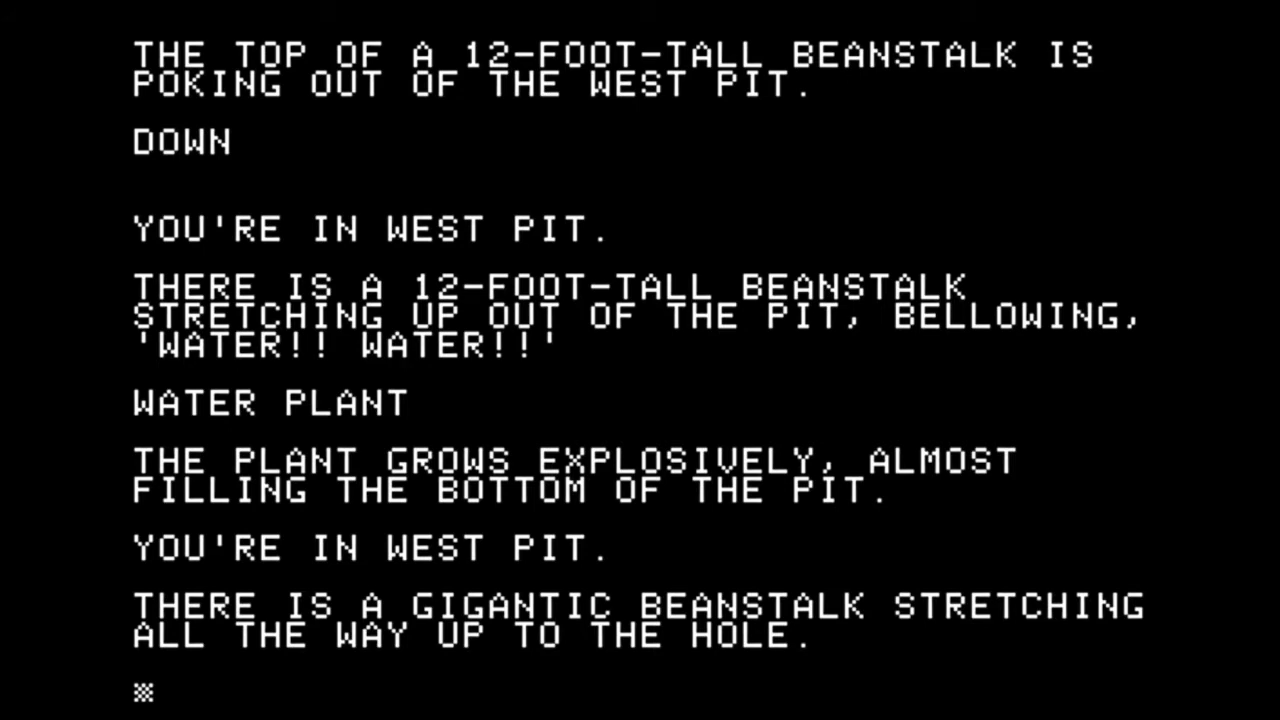 THE TOP OF A 12-FOOT-TALL BEANSTALK IS
POKING OUT OF THE WEST PIT.
DOWN
YOU'RE IN WEST PIT.
THERE IS A 12-FOOT-TALL BEANSTALK
STRETCHING UP OUT OF THE PIT, BELLOWING,
'WATER!! WATER!!'
WATER PLANT
THE PLANT GROWS EXPLOSIVELY, ALMOST
FILLING THE BOTTOM OF THE PIT.
YOU'RE IN WEST PIT.
THERE IS A GIGANTIC BEANSTALK STRETCHING
ALL THE WAY UP TO THE HOLE.